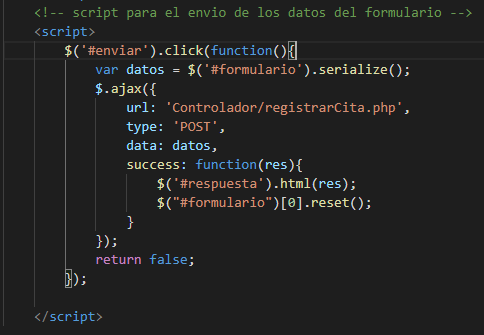 <!-- script para el envio de los datos del formulario -->
<script>
$('#enviar').click(function(){
var datos = $('#formulario').serialize();
$.ajax({
url: 'Controlador/registrarCita.php',
type: 'POST',
data: datos,
success: function(res){
$('#respuesta').html(res);
$("#formulario")[0].reset();
}
});
return false;
});
</script>